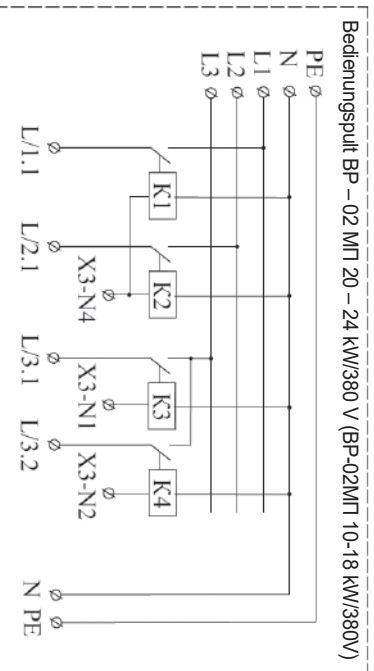 Bedienungspult BP – 02 МП 20 – 24 kW/380 V (BP-02МП 10-18 kW/380V)
PE
N
L1
L2
L3
K1
K2
K3
K4
X3-N4
X3-N1
X3-N2
L/1.1
L/2.1
L/3.1
L/3.2
N
PE